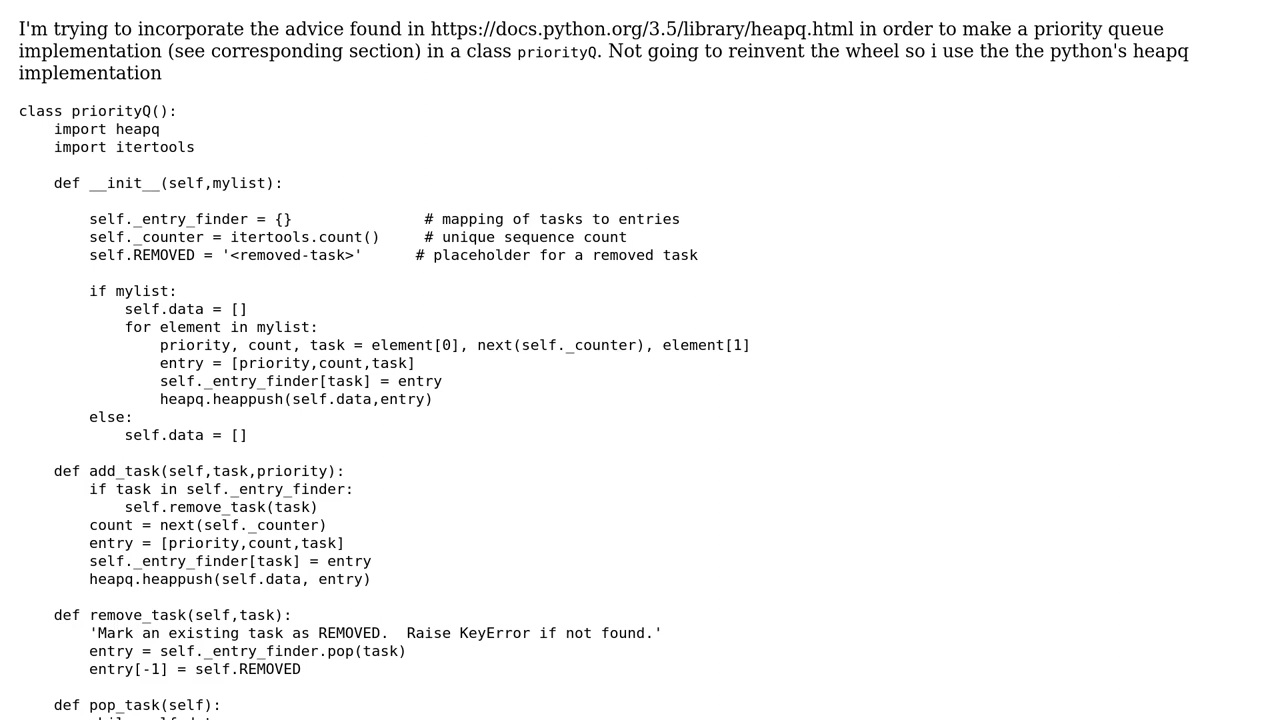 I'm trying to incorporate the advice found in https://docs.python.org/3.5/library/heapq.html in order to make a priority queue
implementation (see corresponding section) in a class priorityQ. Not going to reinvent the wheel so i use the the python's heapq
implementation
class priorityQ():
    import heapq
    import itertools
    def __init__(self,mylist):
        self._entry_finder = {}               # mapping of tasks to entries
        self._counter = itertools.count()     # unique sequence count
        self.REMOVED = '<removed-task>'      # placeholder for a removed task
        if mylist:
            self.data = []
            for element in mylist:
                priority, count, task = element[0], next(self._counter), element[1]
                entry = [priority,count,task]
                self._entry_finder[task] = entry
                heapq.heappush(self.data,entry)
        else:
            self.data = []
    def add_task(self,task,priority):
        if task in self._entry_finder:
            self.remove_task(task)
        count = next(self._counter)
        entry = [priority,count,task]
        self._entry_finder[task] = entry
        heapq.heappush(self.data, entry)
    def remove_task(self,task):
        'Mark an existing task as REMOVED.  Raise KeyError if not found.'
        entry = self._entry_finder.pop(task)
        entry[-1] = self.REMOVED
    def pop_task(self):